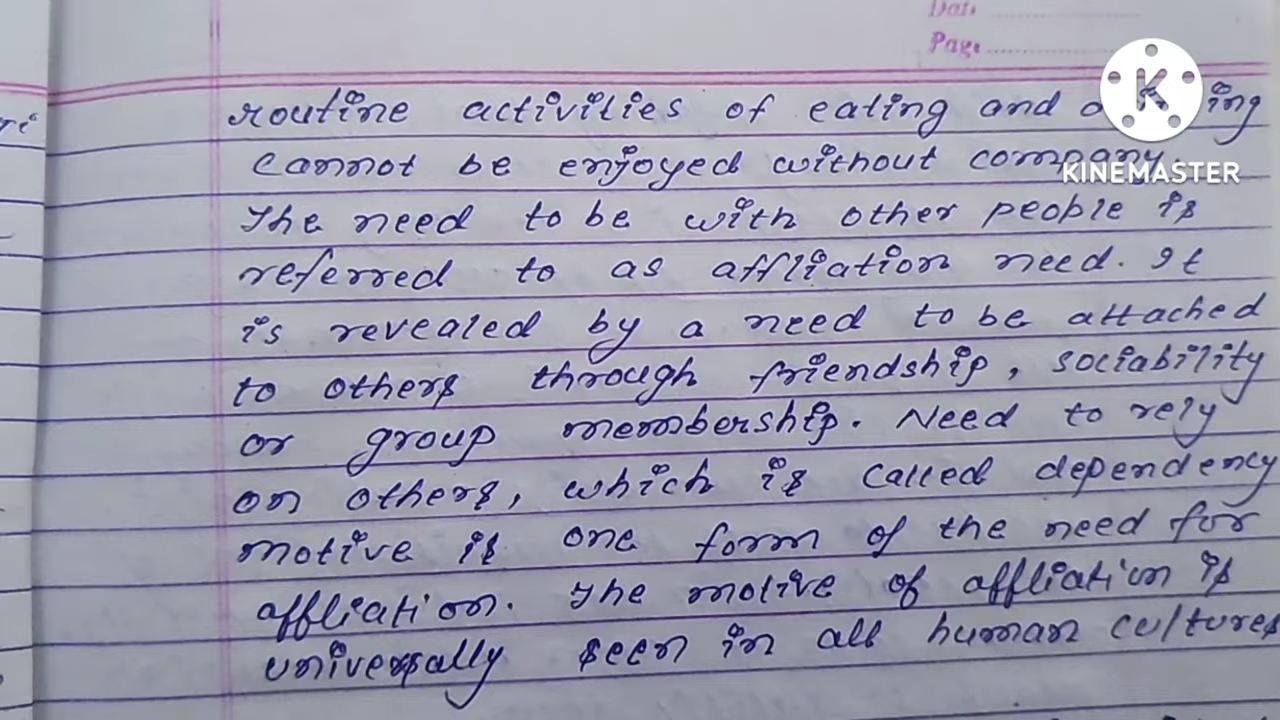 Date
Page
routine activities of eating and
cannot be enjoyed without company.
The need to be with other people is
referred to as affliation need. It
is revealed by a need to be attached
to others through friendship, sociability
or group membership. Need to rely
on others, which is called dependency
motive is one form of the need for
affliation. The motive of affliation is
universally seen in all human cultures
K
KINEMASTER